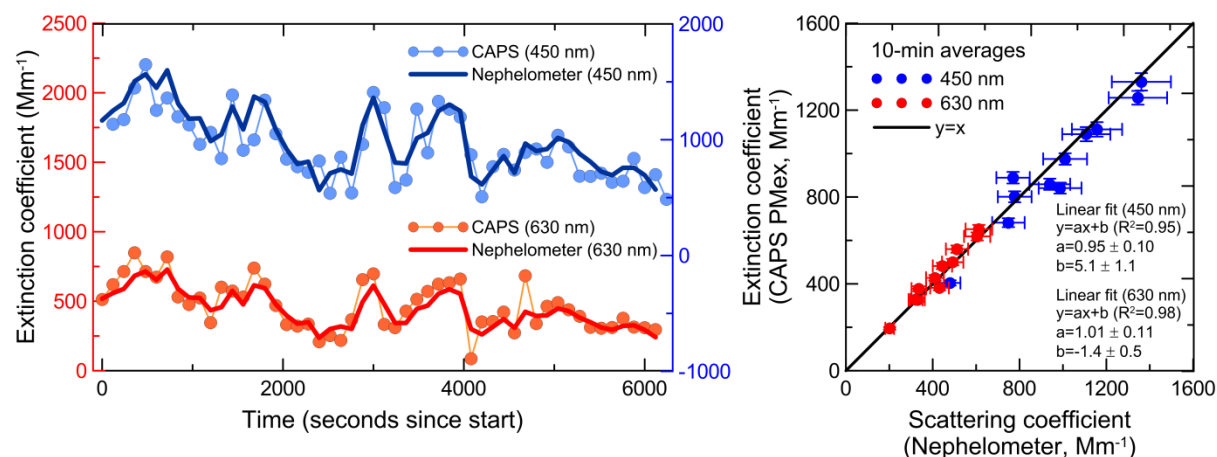 2500
2000
1500
1000
500
0
Extinction coefficient (Mm⁻¹)
CAPS (450 nm)
Nephelometer (450 nm)
CAPS (630 nm)
Nephelometer (630 nm)
2000
1000
0
-1000
0 2000 4000 6000
Time (seconds since start)
Extinction coefficient
(CAPS PMex, Mm⁻¹)
1600
1200
800
400
0
10-min averages
450 nm
630 nm
y=x
Linear fit (450 nm)
y=ax+b (R²=0.95)
a=0.95 ± 0.10
b=5.1 ± 1.1
Linear fit (630 nm)
y=ax+b (R²=0.98)
a=1.01 ± 0.11
b=-1.4 ± 0.5
0 400 800 1200 1600
Scattering coefficient
(Nephelometer, Mm⁻¹)